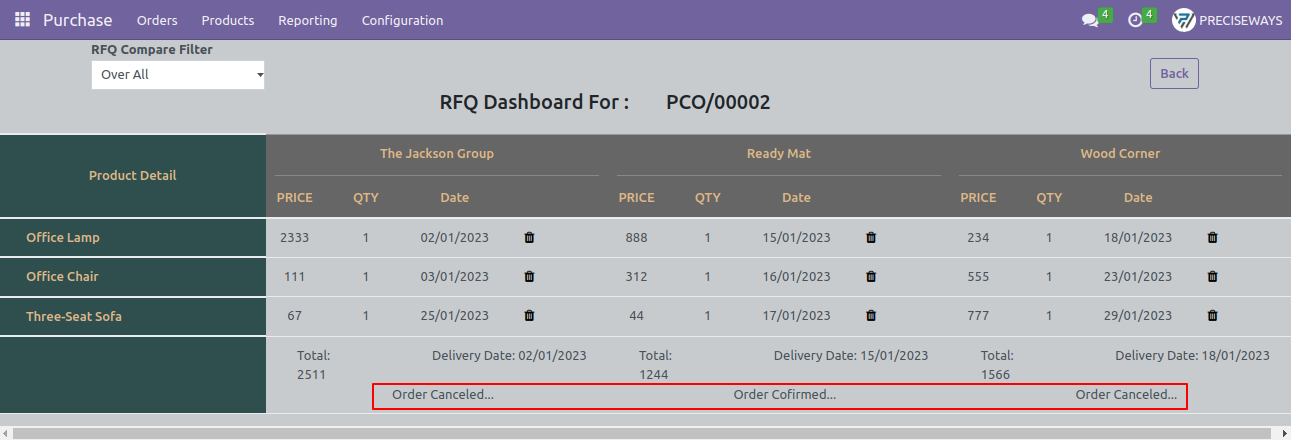 Purchase Orders Products Reporting Configuration 4 4 PRECISEWAYS
RFQ Compare Filter
Over All
Back
RFQ Dashboard For : PCO/00002
Product Detail
The Jackson Group Ready Mat Wood Corner
PRICE QTY Date PRICE QTY Date PRICE QTY Date
Office Lamp 2333 1 02/01/2023 888 1 15/01/2023 234 1 18/01/2023
Office Chair 111 1 03/01/2023 312 1 16/01/2023 555 1 23/01/2023
Three-Seat Sofa 67 1 25/01/2023 44 1 17/01/2023 777 1 29/01/2023
Total: Delivery Date: 02/01/2023 Total: Delivery Date: 15/01/2023 Total: Delivery Date: 18/01/2023
2511 1244 1566
Order Canceled... Order Cofirmed... Order Canceled...